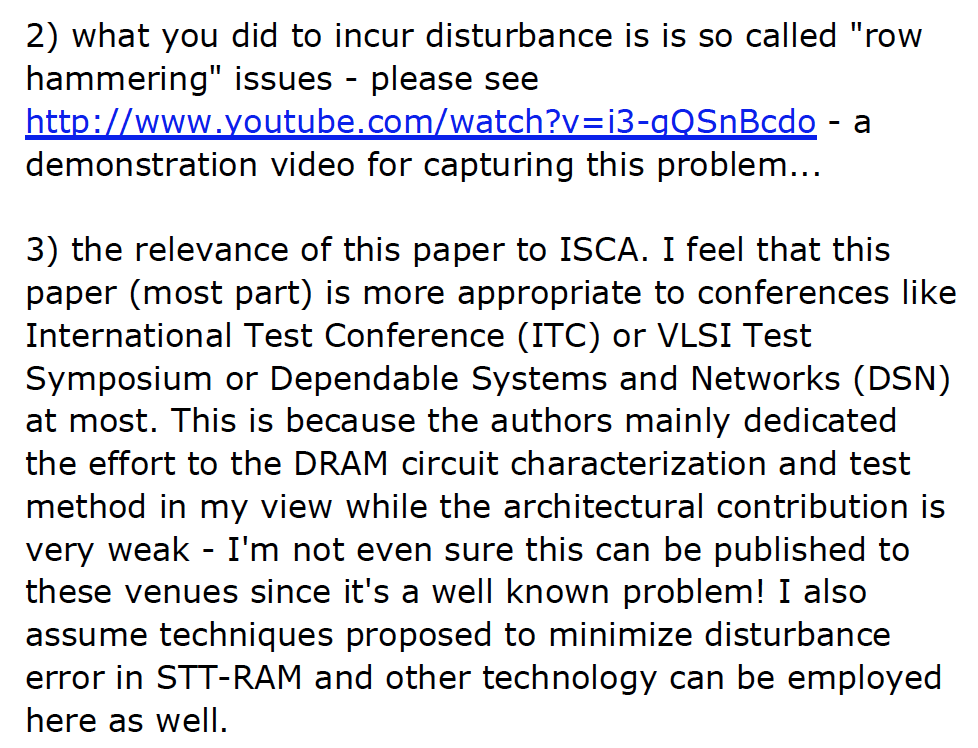 2) what you did to incur disturbance is is so called "row
hammering" issues - please see
http://www.youtube.com/watch?v=i3-gQSnBcdo - a
demonstration video for capturing this problem...
3) the relevance of this paper to ISCA. I feel that this
paper (most part) is more appropriate to conferences like
International Test Conference (ITC) or VLSI Test
Symposium or Dependable Systems and Networks (DSN)
at most. This is because the authors mainly dedicated
the effort to the DRAM circuit characterization and test
method in my view while the architectural contribution is
very weak - I'm not even sure this can be published to
these venues since it's a well known problem! I also
assume techniques proposed to minimize disturbance
error in STT-RAM and other technology can be employed
here as well.